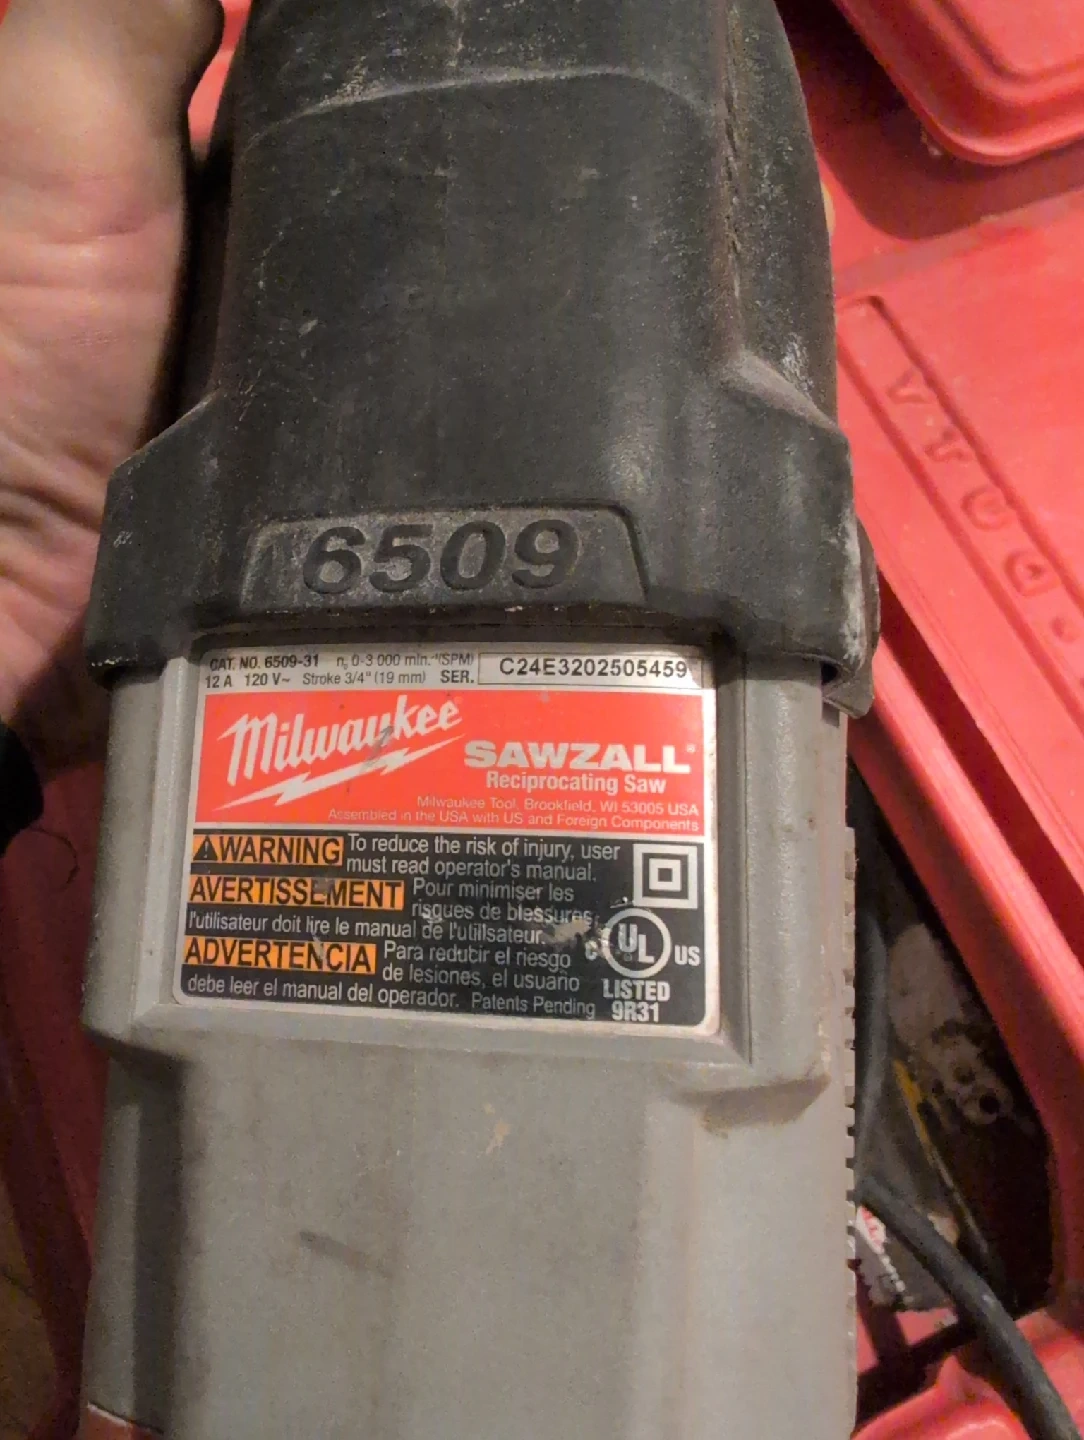 6509
CAT. NO. 6509-31 n₀ 0-3 000 min.⁻¹(SPM)
12 A 120 V~ Stroke 3/4" (19 mm) SER. C24E3202505459
Milwaukee
SAWZALL
Reciprocating Saw
Milwaukee Tool, Brookfield, WI 53005 USA
Assembled in the USA with US and Foreign Components
WARNING To reduce the risk of injury, user
must read operator's manual.
AVERTISSEMENT Pour minimiser les
risques de blessures,
l'utilisateur doit lire le manual de l'utilisateur.
ADVERTENCIA Para reducir el riesgo
de lesiones, el usuario
debe leer el manual del operador. Patents Pending
C UL US
LISTED
9R31